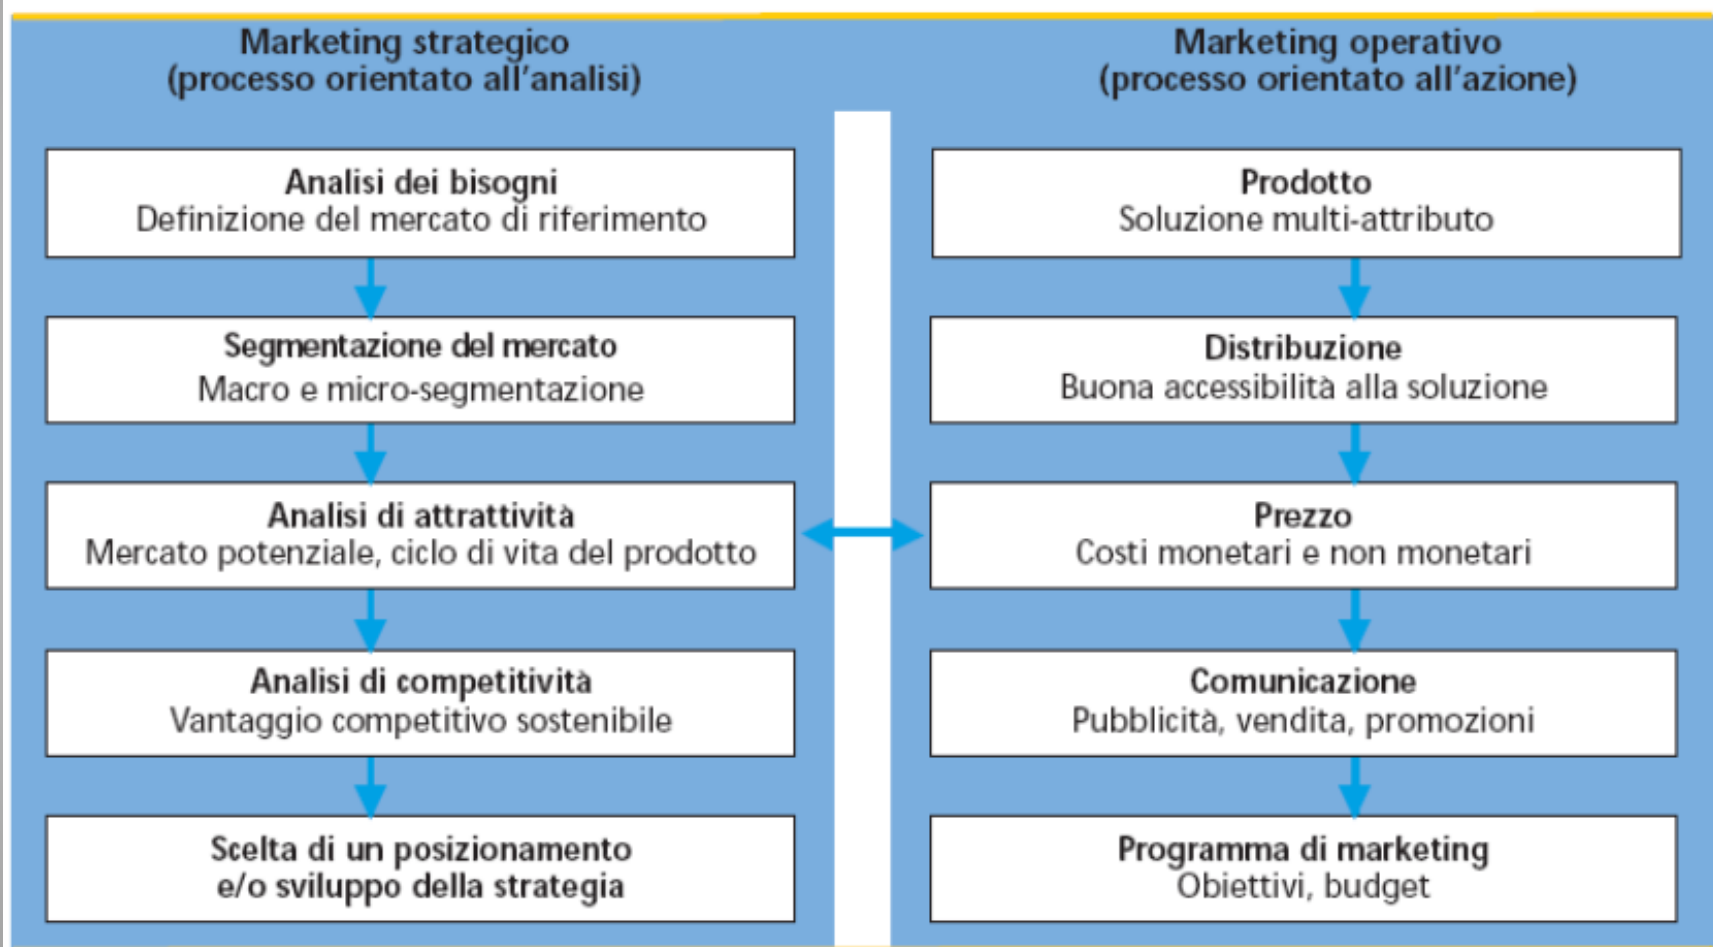 Marketing strategico
(processo orientato all'analisi)
Analisi dei bisogni
Definizione del mercato di riferimento
Segmentazione del mercato
Macro e micro-segmentazione
Analisi di attrattività
Mercato potenziale, ciclo di vita del prodotto
Analisi di competitività
Vantaggio competitivo sostenibile
Scelta di un posizionamento
e/o sviluppo della strategia
Marketing operativo
(processo orientato all'azione)
Prodotto
Soluzione multi-attributo
Distribuzione
Buona accessibilità alla soluzione
Prezzo
Costi monetari e non monetari
Comunicazione
Pubblicità, vendita, promozioni
Programma di marketing
Obiettivi, budget